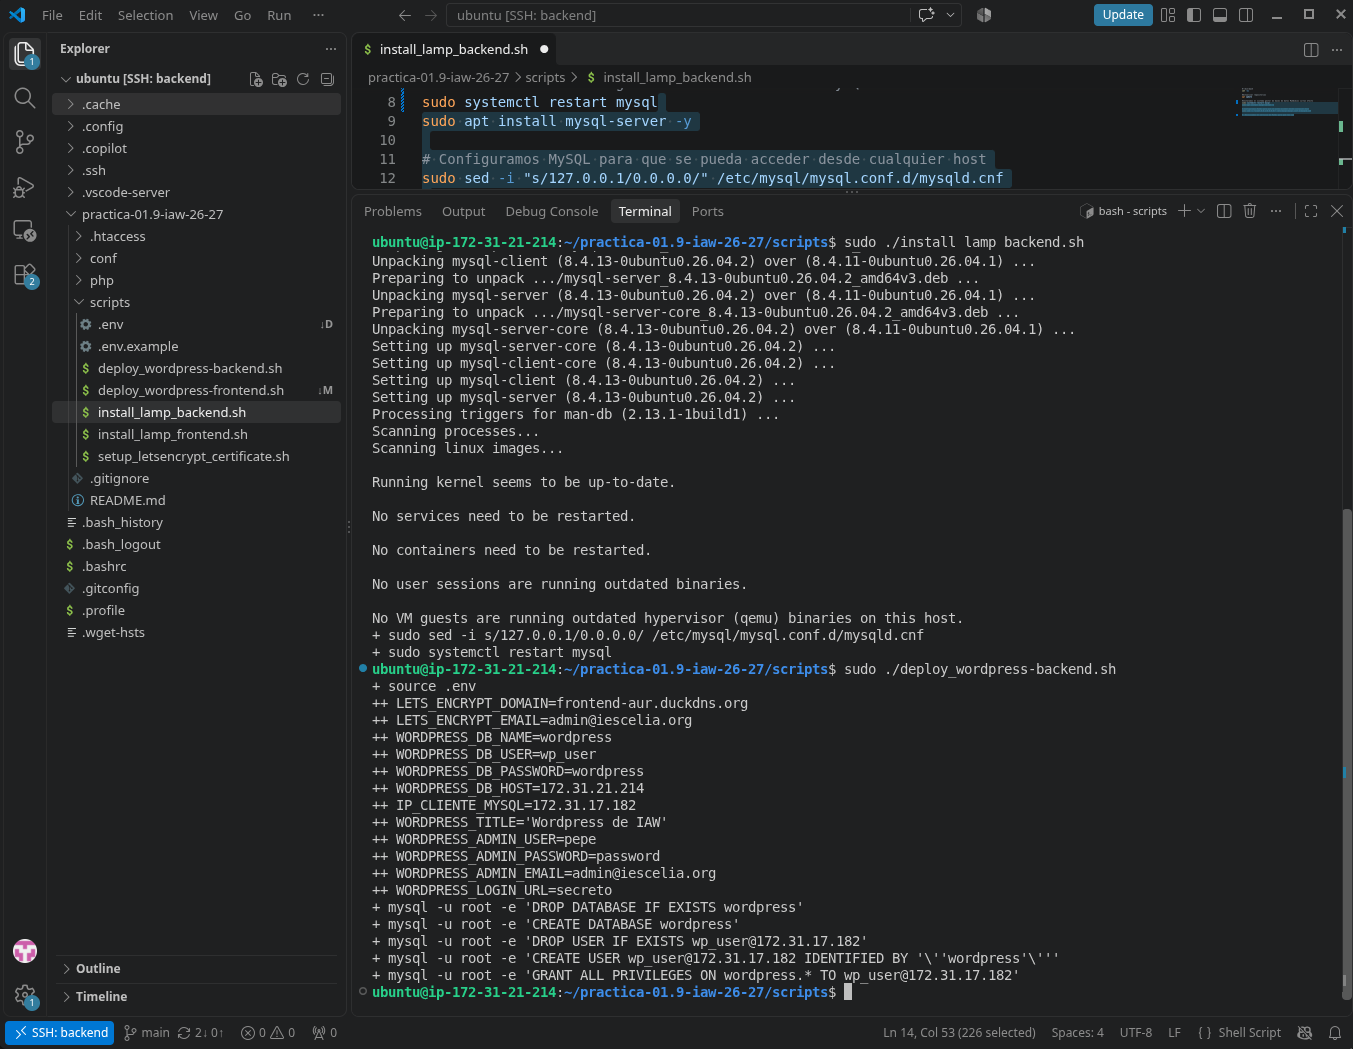 File Edit Selection View Go Run ···
ubuntu [SSH: backend]
Update
Explorer
ubuntu [SSH: backend]
.cache
.config
.copilot
.ssh
.vscode-server
practica-01.9-iaw-26-27
.htaccess
conf
php
scripts
.env ↓D
.env.example
deploy_wordpress-backend.sh
deploy_wordpress-frontend.sh ↓M
install_lamp_backend.sh
install_lamp_frontend.sh
setup_letsencrypt_certificate.sh
.gitignore
README.md
.bash_history
.bash_logout
.bashrc
.gitconfig
.profile
.wget-hsts
Outline
Timeline
1
2
1
install_lamp_backend.sh
practica-01.9-iaw-26-27 > scripts > $ install_lamp_backend.sh
8 sudo systemctl restart mysql
9 sudo apt install mysql-server -y
10
11 # Configuramos MySQL para que se pueda acceder desde cualquier host
12 sudo sed -i "s/127.0.0.1/0.0.0.0/" /etc/mysql/mysql.conf.d/mysqld.cnf
Problems Output Debug Console Terminal Ports
bash - scripts
ubuntu@ip-172-31-21-214:~/practica-01.9-iaw-26-27/scripts$ sudo ./install lamp backend.sh
Unpacking mysql-client (8.4.13-0ubuntu0.26.04.2) over (8.4.11-0ubuntu0.26.04.1) ...
Preparing to unpack .../mysql-server_8.4.13-0ubuntu0.26.04.2_amd64v3.deb ...
Unpacking mysql-server (8.4.13-0ubuntu0.26.04.2) over (8.4.11-0ubuntu0.26.04.1) ...
Preparing to unpack .../mysql-server-core_8.4.13-0ubuntu0.26.04.2_amd64v3.deb ...
Unpacking mysql-server-core (8.4.13-0ubuntu0.26.04.2) over (8.4.11-0ubuntu0.26.04.1) ...
Setting up mysql-server-core (8.4.13-0ubuntu0.26.04.2) ...
Setting up mysql-client-core (8.4.13-0ubuntu0.26.04.2) ...
Setting up mysql-client (8.4.13-0ubuntu0.26.04.2) ...
Setting up mysql-server (8.4.13-0ubuntu0.26.04.2) ...
Processing triggers for man-db (2.13.1-1build1) ...
Scanning processes...
Scanning linux images...
Running kernel seems to be up-to-date.
No services need to be restarted.
No containers need to be restarted.
No user sessions are running outdated binaries.
No VM guests are running outdated hypervisor (qemu) binaries on this host.
+ sudo sed -i s/127.0.0.1/0.0.0.0/ /etc/mysql/mysql.conf.d/mysqld.cnf
+ sudo systemctl restart mysql
ubuntu@ip-172-31-21-214:~/practica-01.9-iaw-26-27/scripts$ sudo ./deploy_wordpress-backend.sh
+ source .env
++ LETS_ENCRYPT_DOMAIN=frontend-aur.duckdns.org
++ LETS_ENCRYPT_EMAIL=admin@iescelia.org
++ WORDPRESS_DB_NAME=wordpress
++ WORDPRESS_DB_USER=wp_user
++ WORDPRESS_DB_PASSWORD=wordpress
++ WORDPRESS_DB_HOST=172.31.21.214
++ IP_CLIENTE_MYSQL=172.31.17.182
++ WORDPRESS_TITLE='Wordpress de IAW'
++ WORDPRESS_ADMIN_USER=pepe
++ WORDPRESS_ADMIN_PASSWORD=password
++ WORDPRESS_ADMIN_EMAIL=admin@iescelia.org
++ WORDPRESS_LOGIN_URL=secreto
+ mysql -u root -e 'DROP DATABASE IF EXISTS wordpress'
+ mysql -u root -e 'CREATE DATABASE wordpress'
+ mysql -u root -e 'DROP USER IF EXISTS wp_user@172.31.17.182'
+ mysql -u root -e 'CREATE USER wp_user@172.31.17.182 IDENTIFIED BY '\''wordpress'\'''
+ mysql -u root -e 'GRANT ALL PRIVILEGES ON wordpress.* TO wp_user@172.31.17.182'
ubuntu@ip-172-31-21-214:~/practica-01.9-iaw-26-27/scripts$
SSH: backend main 2↓ 0↑ 0 0 0 Ln 14, Col 53 (226 selected) Spaces: 4 UTF-8 LF { } Shell Script